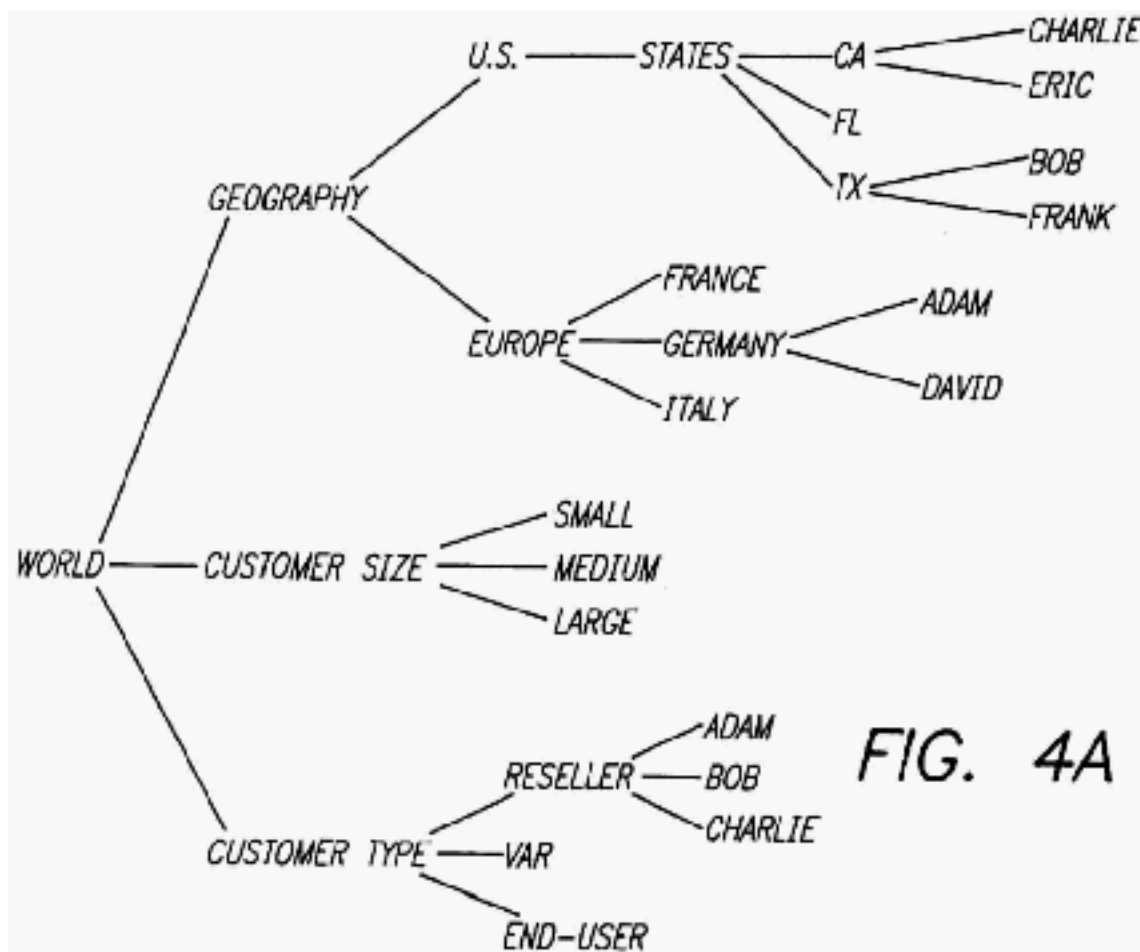 CHARLIE
U.S. STATES CA
ERIC
FL
BOB
TX
GEOGRAPHY
FRANK
FRANCE
ADAM
EUROPE GERMANY
DAVID
ITALY
SMALL
WORLD CUSTOMER SIZE MEDIUM
LARGE
ADAM
RESELLER BOB
FIG. 4A
CHARLIE
CUSTOMER TYPE VAR
END-USER